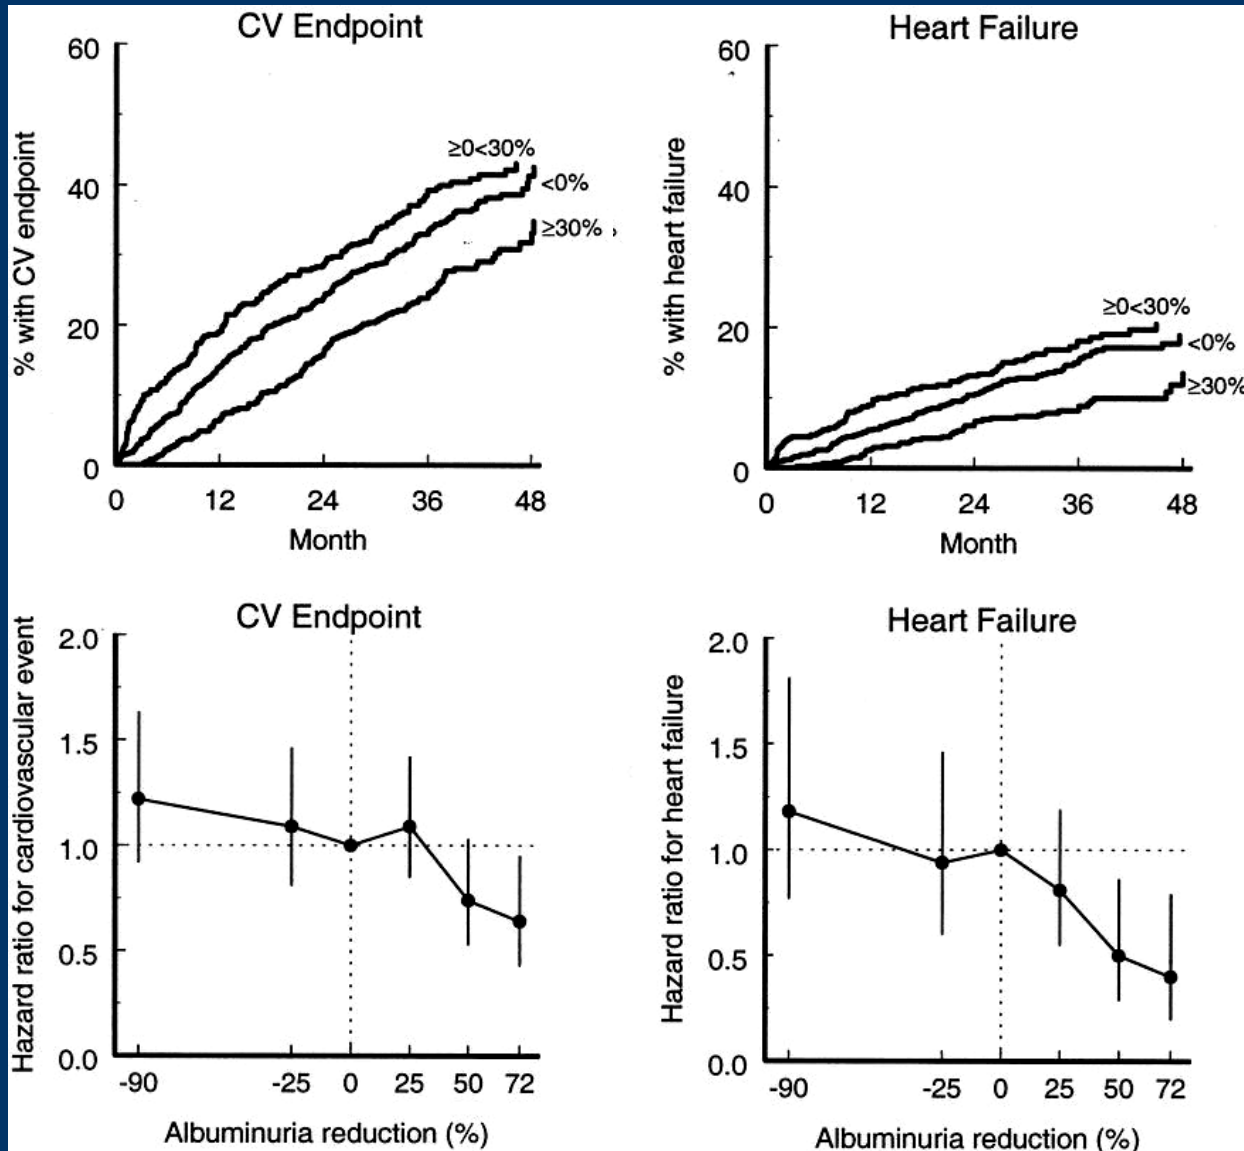 CV Endpoint
% with CV endpoint
60
40
20
0
≥0<30%
<0%
≥30%
0 12 24 36 48
Month
Heart Failure
% with heart failure
60
40
20
0
≥0<30%
<0%
≥30%
0 12 24 36 48
Month
CV Endpoint
Hazard ratio for cardiovascular event
2.0
1.5
1.0
0.5
0.0
-90 -25 0 25 50 72
Albuminuria reduction (%)
Heart Failure
Hazard ratio for heart failure
2.0
1.5
1.0
0.5
0.0
-90 -25 0 25 50 72
Albuminuria reduction (%)